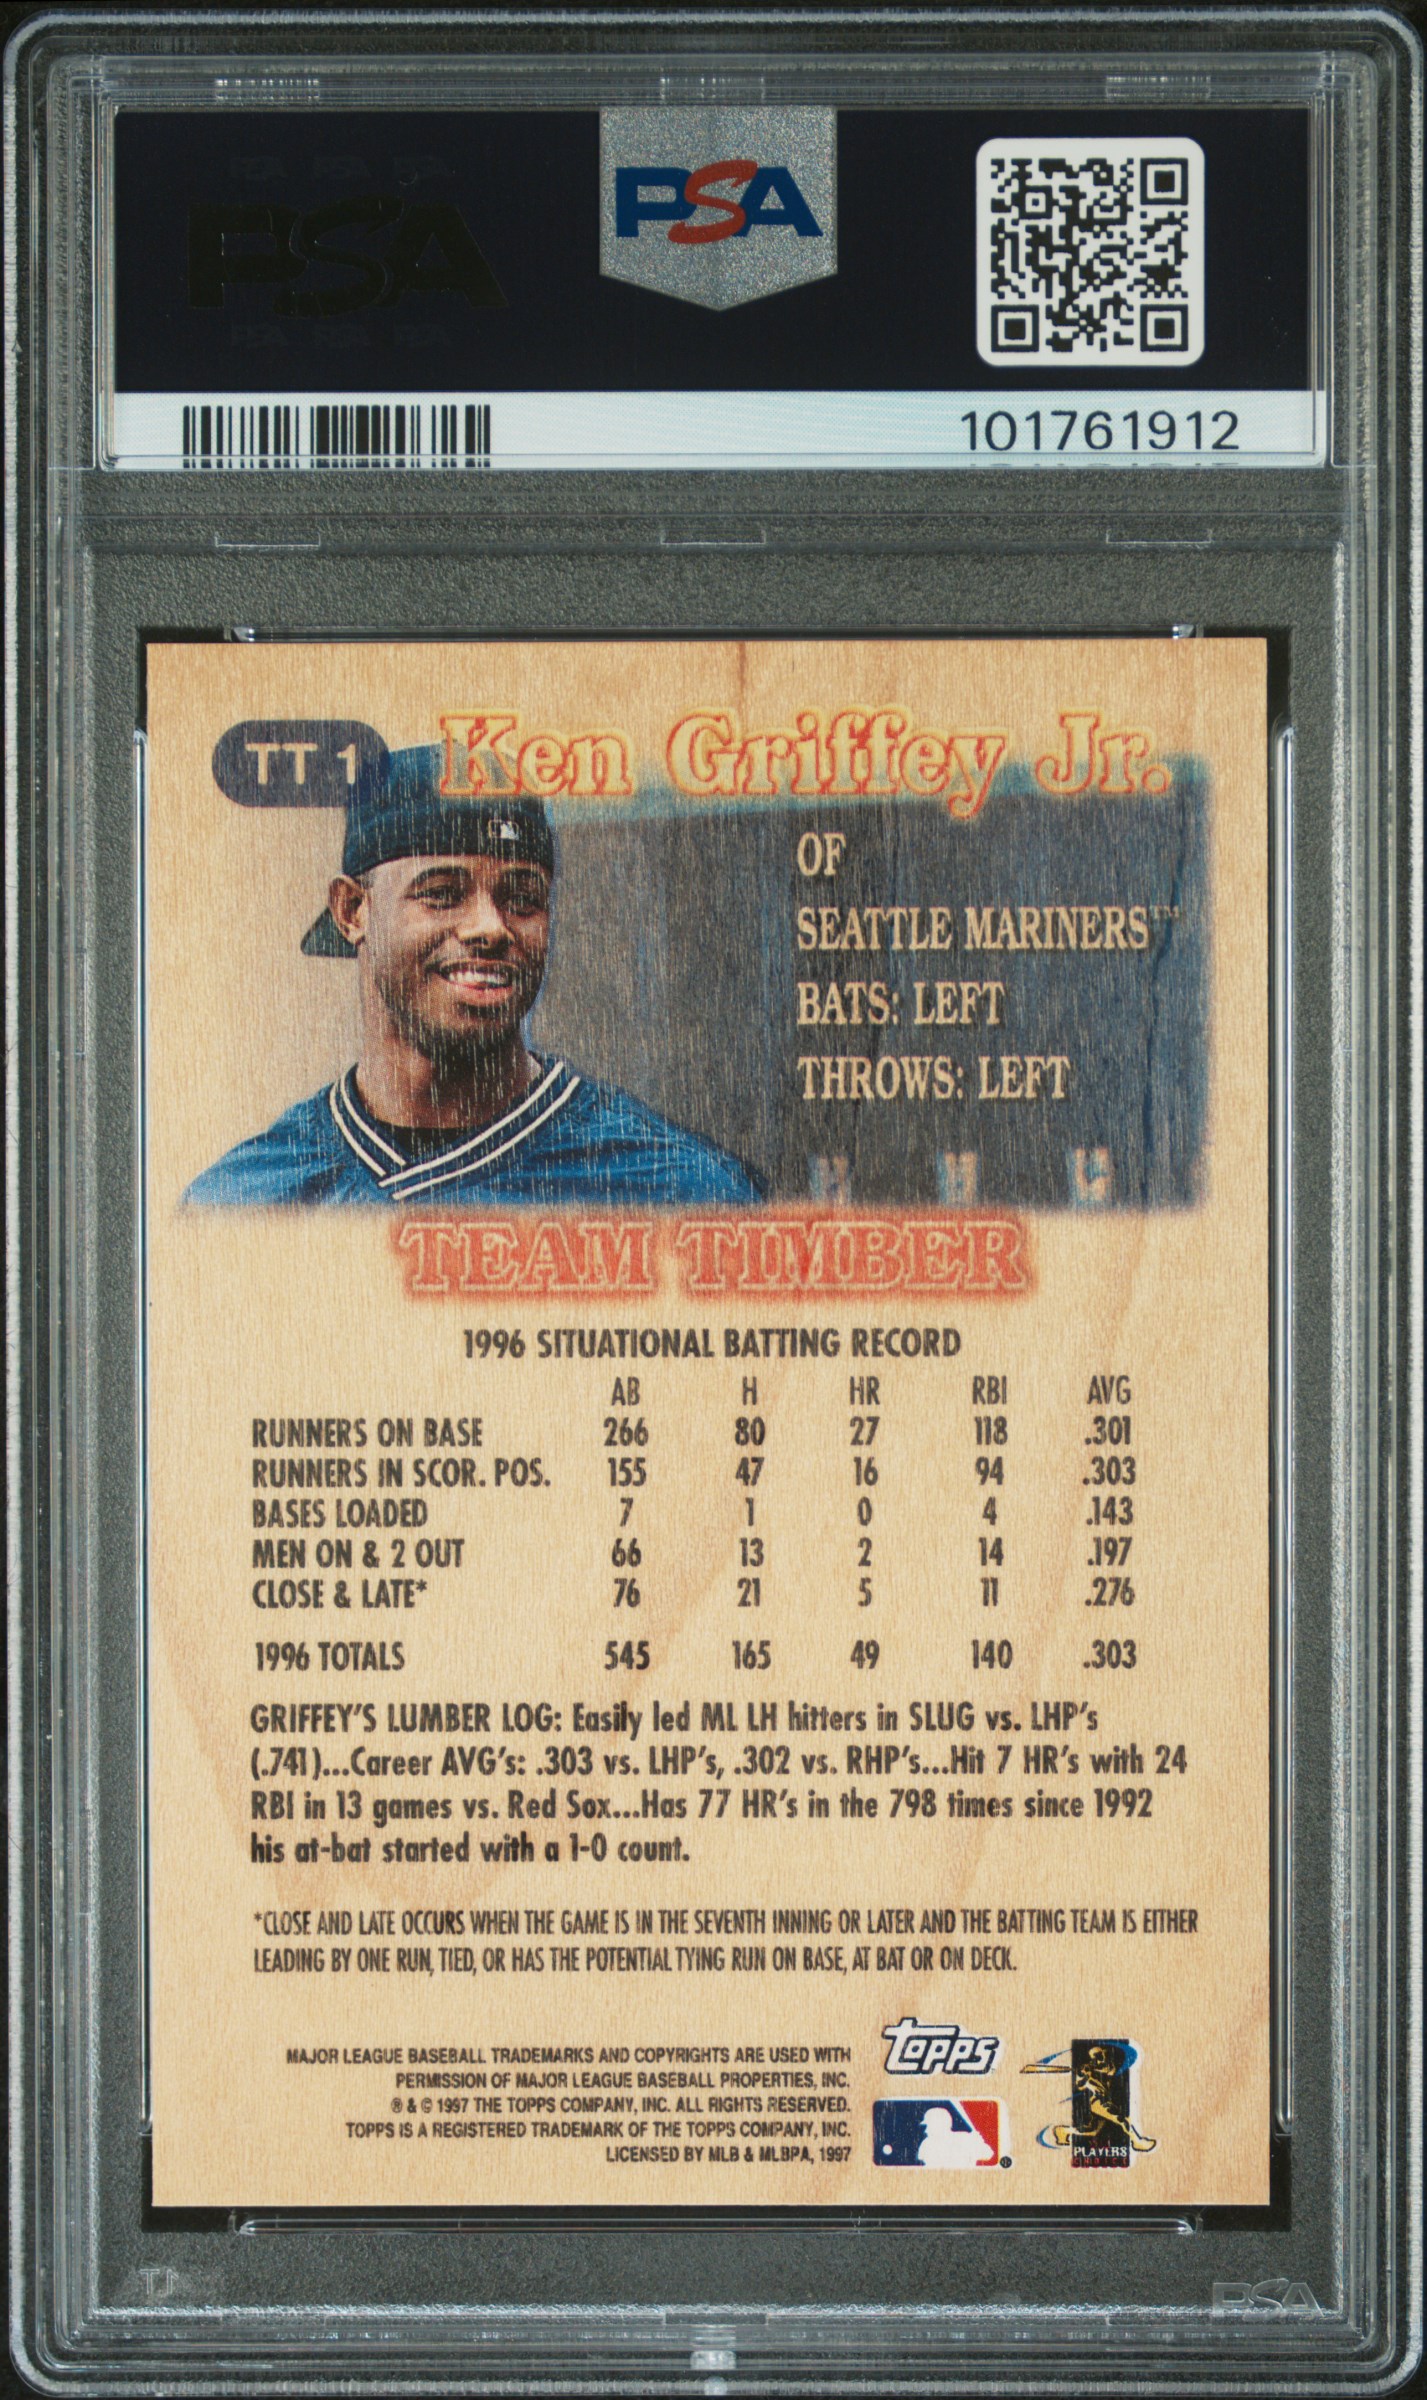 PSA
PSA
101761912
TT 1
Ken Griffey Jr.
OF
SEATTLE MARINERS™
BATS: LEFT
THROWS: LEFT
TEAM TIMBER
1996 SITUATIONAL BATTING RECORD
AB H HR RBI AVG
RUNNERS ON BASE 266 80 27 118 .301
RUNNERS IN SCOR. POS. 155 47 16 94 .303
BASES LOADED 7 1 0 4 .143
MEN ON & 2 OUT 66 13 2 14 .197
CLOSE & LATE* 76 21 5 11 .276
1996 TOTALS 545 165 49 140 .303
GRIFFEY'S LUMBER LOG: Easily led ML LH hitters in SLUG vs. LHP's
(.741)...Career AVG's: .303 vs. LHP's, .302 vs. RHP's...Hit 7 HR's with 24
RBI in 13 games vs. Red Sox...Has 77 HR's in the 798 times since 1992
his at-bat started with a 1-0 count.
*CLOSE AND LATE OCCURS WHEN THE GAME IS IN THE SEVENTH INNING OR LATER AND THE BATTING TEAM IS EITHER
LEADING BY ONE RUN, TIED, OR HAS THE POTENTIAL TYING RUN ON BASE, AT BAT OR ON DECK.
MAJOR LEAGUE BASEBALL TRADEMARKS AND COPYRIGHTS ARE USED WITH
PERMISSION OF MAJOR LEAGUE BASEBALL PROPERTIES, INC.
® & © 1997 THE TOPPS COMPANY, INC. ALL RIGHTS RESERVED.
TOPPS IS A REGISTERED TRADEMARK OF THE TOPPS COMPANY, INC.
LICENSED BY MLB & MLBPA, 1997
topps
®
PLAYERS
CHOICE
PSA